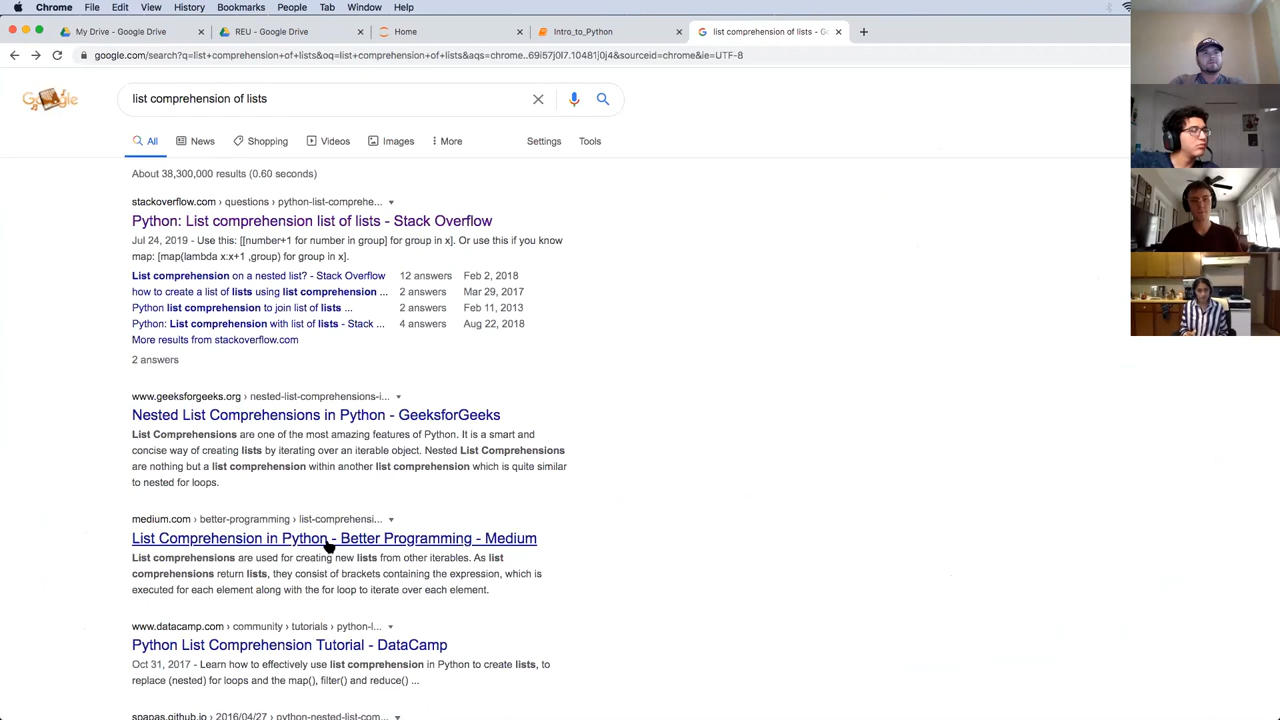 Chrome File Edit View History Bookmarks People Tab Window Help
My Drive - Google Drive × REU - Google Drive × Home × Intro_to_Python × list comprehension of lists - Go × +
google.com/search?q=list+comprehension+of+lists&oq=list+comprehension+of+lists&aqs=chrome..69i57j0l7.10481j0j4&sourceid=chrome&ie=UTF-8
Google
list comprehension of lists
All News Shopping Videos Images More Settings Tools
About 38,300,000 results (0.60 seconds)
stackoverflow.com › questions › python-list-comprehe...
Python: List comprehension list of lists - Stack Overflow
Jul 24, 2019 - Use this: [[number+1 for number in group] for group in x]. Or use this if you know
map: [map(lambda x:x+1 ,group) for group in x].
List comprehension on a nested list? - Stack Overflow 12 answers Feb 2, 2018
how to create a list of lists using list comprehension ... 2 answers Mar 29, 2017
Python list comprehension to join list of lists ... 2 answers Feb 11, 2013
Python: List comprehension with list of lists - Stack ... 4 answers Aug 22, 2018
More results from stackoverflow.com
2 answers
www.geeksforgeeks.org › nested-list-comprehensions-i...
Nested List Comprehensions in Python - GeeksforGeeks
List Comprehensions are one of the most amazing features of Python. It is a smart and
concise way of creating lists by iterating over an iterable object. Nested List Comprehensions
are nothing but a list comprehension within another list comprehension which is quite similar
to nested for loops.
medium.com › better-programming › list-comprehensi...
List Comprehension in Python - Better Programming - Medium
List comprehensions are used for creating new lists from other iterables. As list
comprehensions return lists, they consist of brackets containing the expression, which is
executed for each element along with the for loop to iterate over each element.
www.datacamp.com › community › tutorials › python-l...
Python List Comprehension Tutorial - DataCamp
Oct 31, 2017 - Learn how to effectively use list comprehension in Python to create lists, to
replace (nested) for loops and the map(), filter() and reduce() ...
spapas.github.io › 2016/04/27 › python-nested-list-com...